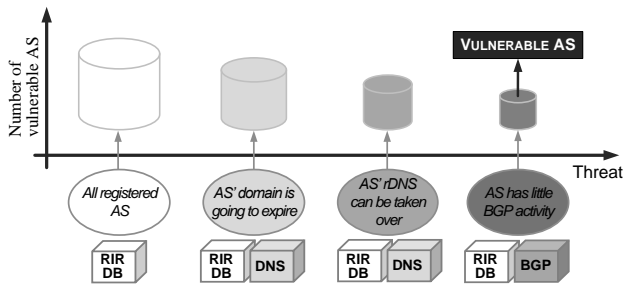 Number of
vulnerable AS
VULNERABLE AS
Threat
All registered
AS
AS' domain is
going to expire
AS' rDNS
can be taken
over
AS has little
BGP activity
RIR
DB
RIR
DB
DNS
RIR
DB
DNS
RIR
DB
BGP